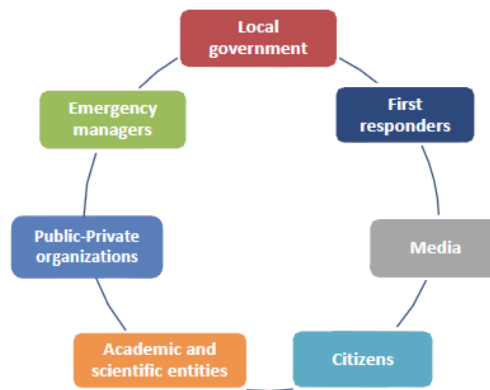 Local
government
First
responders
Media
Citizens
Academic and
scientific entities
Public-Private
organizations
Emergency
managers